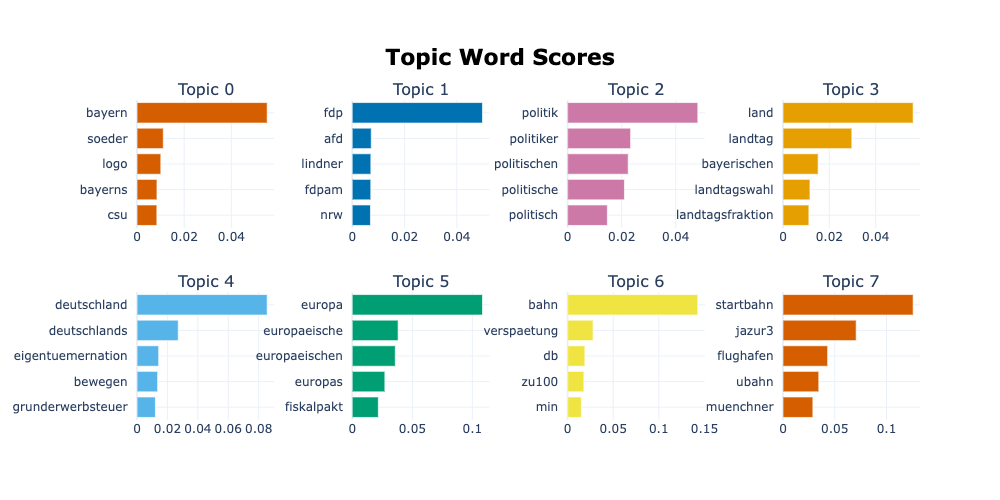 Topic Word Scores
Topic 0
bayern
soeder
logo
bayerns
csu
0 0.02 0.04
Topic 1
fdp
afd
lindner
fdpam
nrw
0 0.02 0.04
Topic 2
politik
politiker
politischen
politische
politisch
0 0.02 0.04
Topic 3
land
landtag
bayerischen
landtagswahl
landtagsfraktion
0 0.02 0.04
Topic 4
deutschland
deutschlands
eigentuemernation
bewegen
grunderwerbsteuer
0 0.02 0.04 0.06 0.08
Topic 5
europa
europaeische
europaeischen
europas
fiskalpakt
0 0.05 0.1
Topic 6
bahn
verspaetung
db
zu100
min
0 0.05 0.1 0.15
Topic 7
startbahn
jazur3
flughafen
ubahn
muenchner
0 0.05 0.1